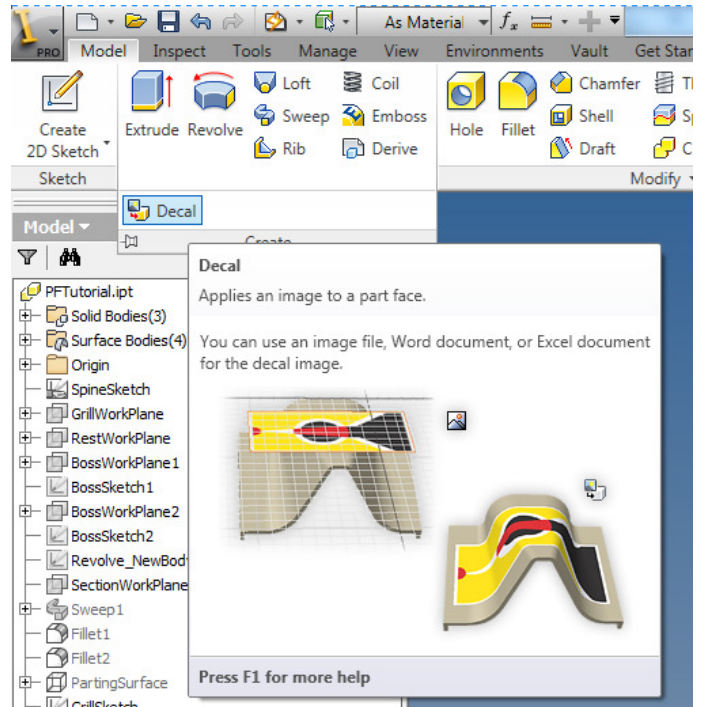 As Material
PRO Model Inspect Tools Manage View Environments Vault Get Star
Create
2D Sketch
Extrude Revolve
Loft Coil
Sweep Emboss
Rib Derive
Hole Fillet
Chamfer
Shell
Draft
Sketch
Modify
Decal
Model
Decal
Applies an image to a part face.
You can use an image file, Word document, or Excel document
for the decal image.
Press F1 for more help
PFTutorial.ipt
Solid Bodies(3)
Surface Bodies(4)
Origin
SpineSketch
GrillWorkPlane
RestWorkPlane
BossWorkPlane1
BossSketch1
BossWorkPlane2
BossSketch2
Revolve_NewBod
SectionWorkPlane
Sweep1
Fillet1
Fillet2
PartingSurface